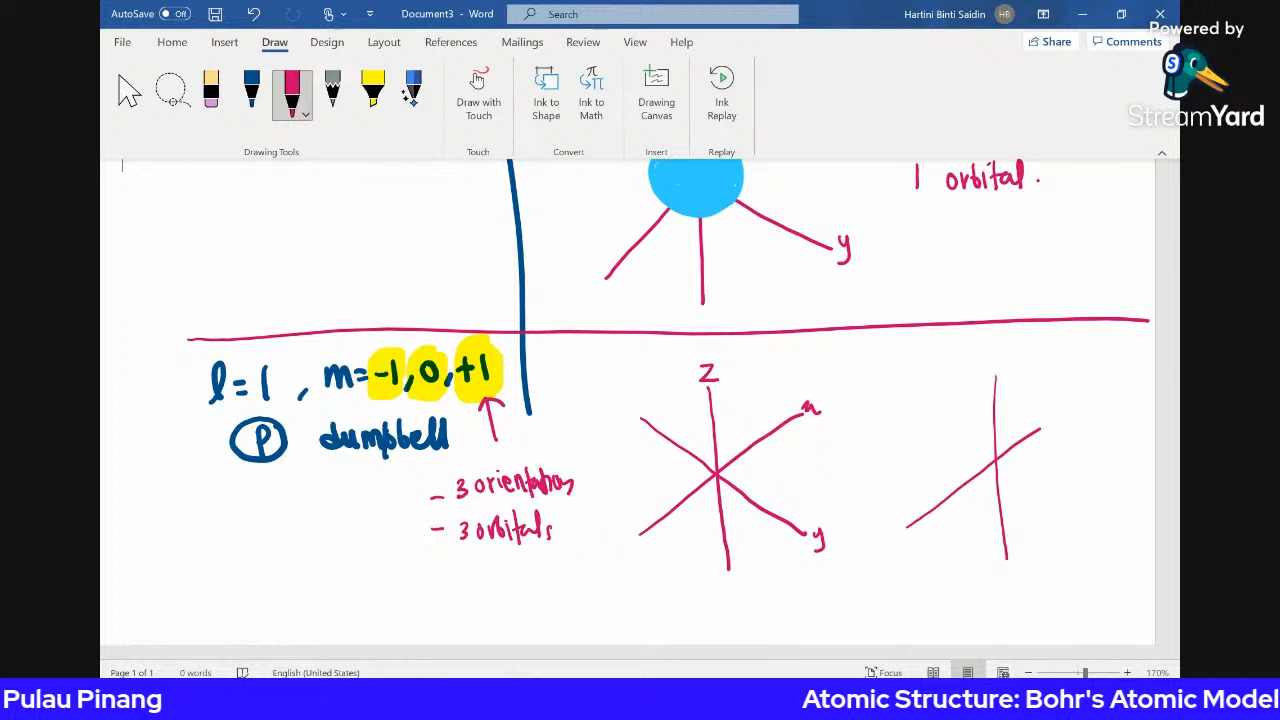 AutoSave Off Document3 - Word Search Hartini Binti Saidin HB
Powered by
StreamYard
File Home Insert Draw Design Layout References Mailings Review View Help Share Comments
Draw with Touch
Ink to Shape
Ink to Math
Drawing Canvas
Ink Replay
Drawing Tools Touch Convert Insert Replay
1 orbital.
y
l = 1 , m= -1, 0, +1
p dumpbell
- 3 orientations
- 3 orbitals
z
x
y
Page 1 of 1 0 words English (United States) Focus 170%
Pulau Pinang
Atomic Structure: Bohr's Atomic Model